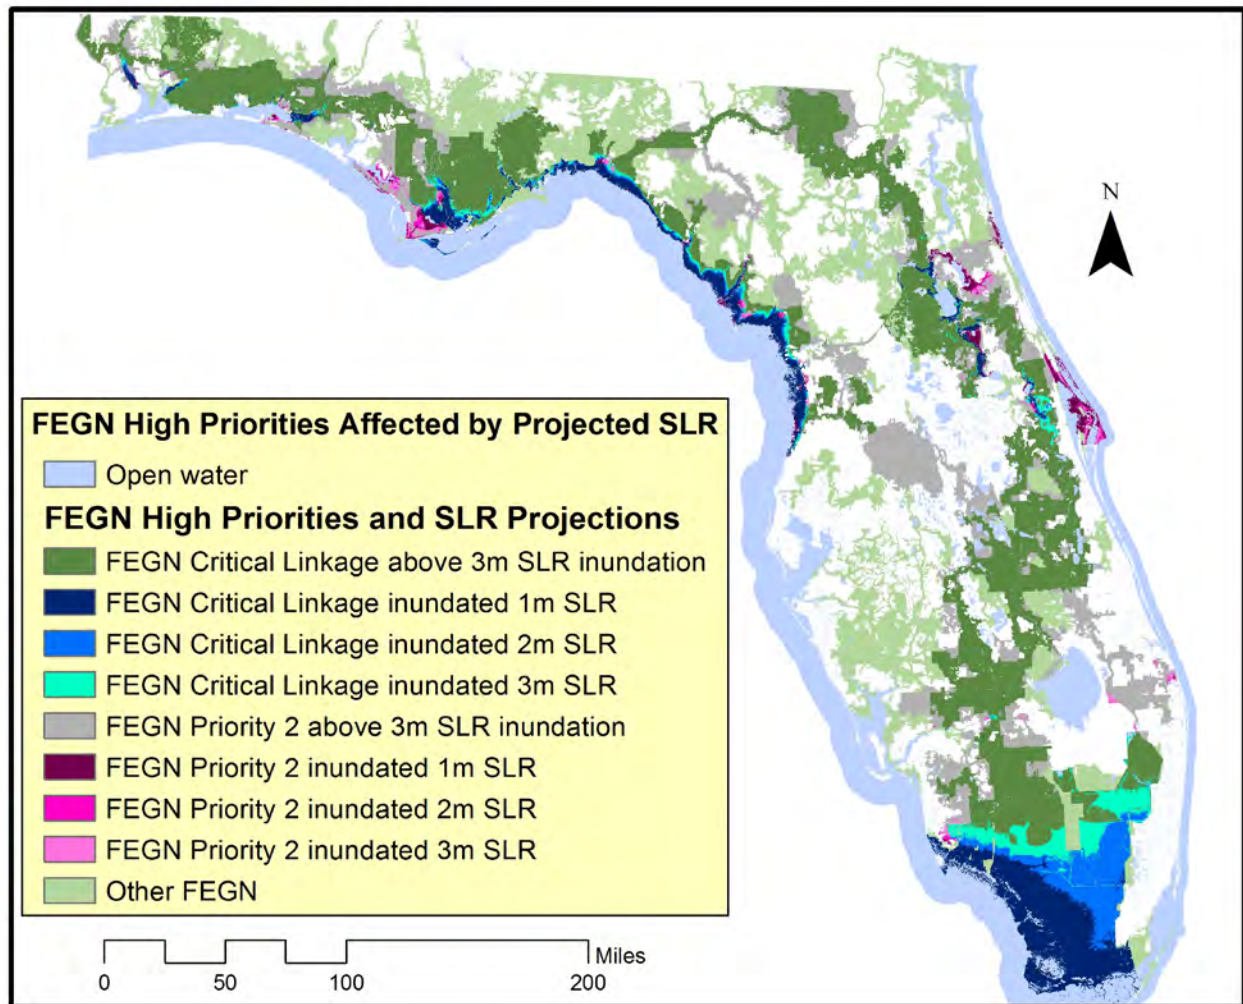 N
FEGN High Priorities Affected by Projected SLR
Open water
FEGN High Priorities and SLR Projections
FEGN Critical Linkage above 3m SLR inundation
FEGN Critical Linkage inundated 1m SLR
FEGN Critical Linkage inundated 2m SLR
FEGN Critical Linkage inundated 3m SLR
FEGN Priority 2 above 3m SLR inundation
FEGN Priority 2 inundated 1m SLR
FEGN Priority 2 inundated 2m SLR
FEGN Priority 2 inundated 3m SLR
Other FEGN
Miles
0 50 100 200